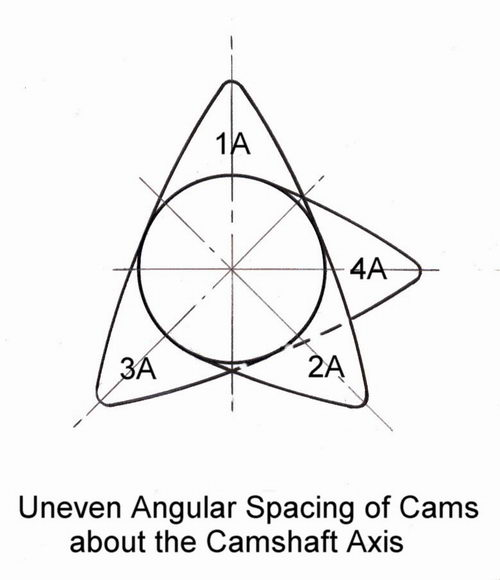 1A
4A
3A
2A
Uneven Angular Spacing of Cams
about the Camshaft Axis